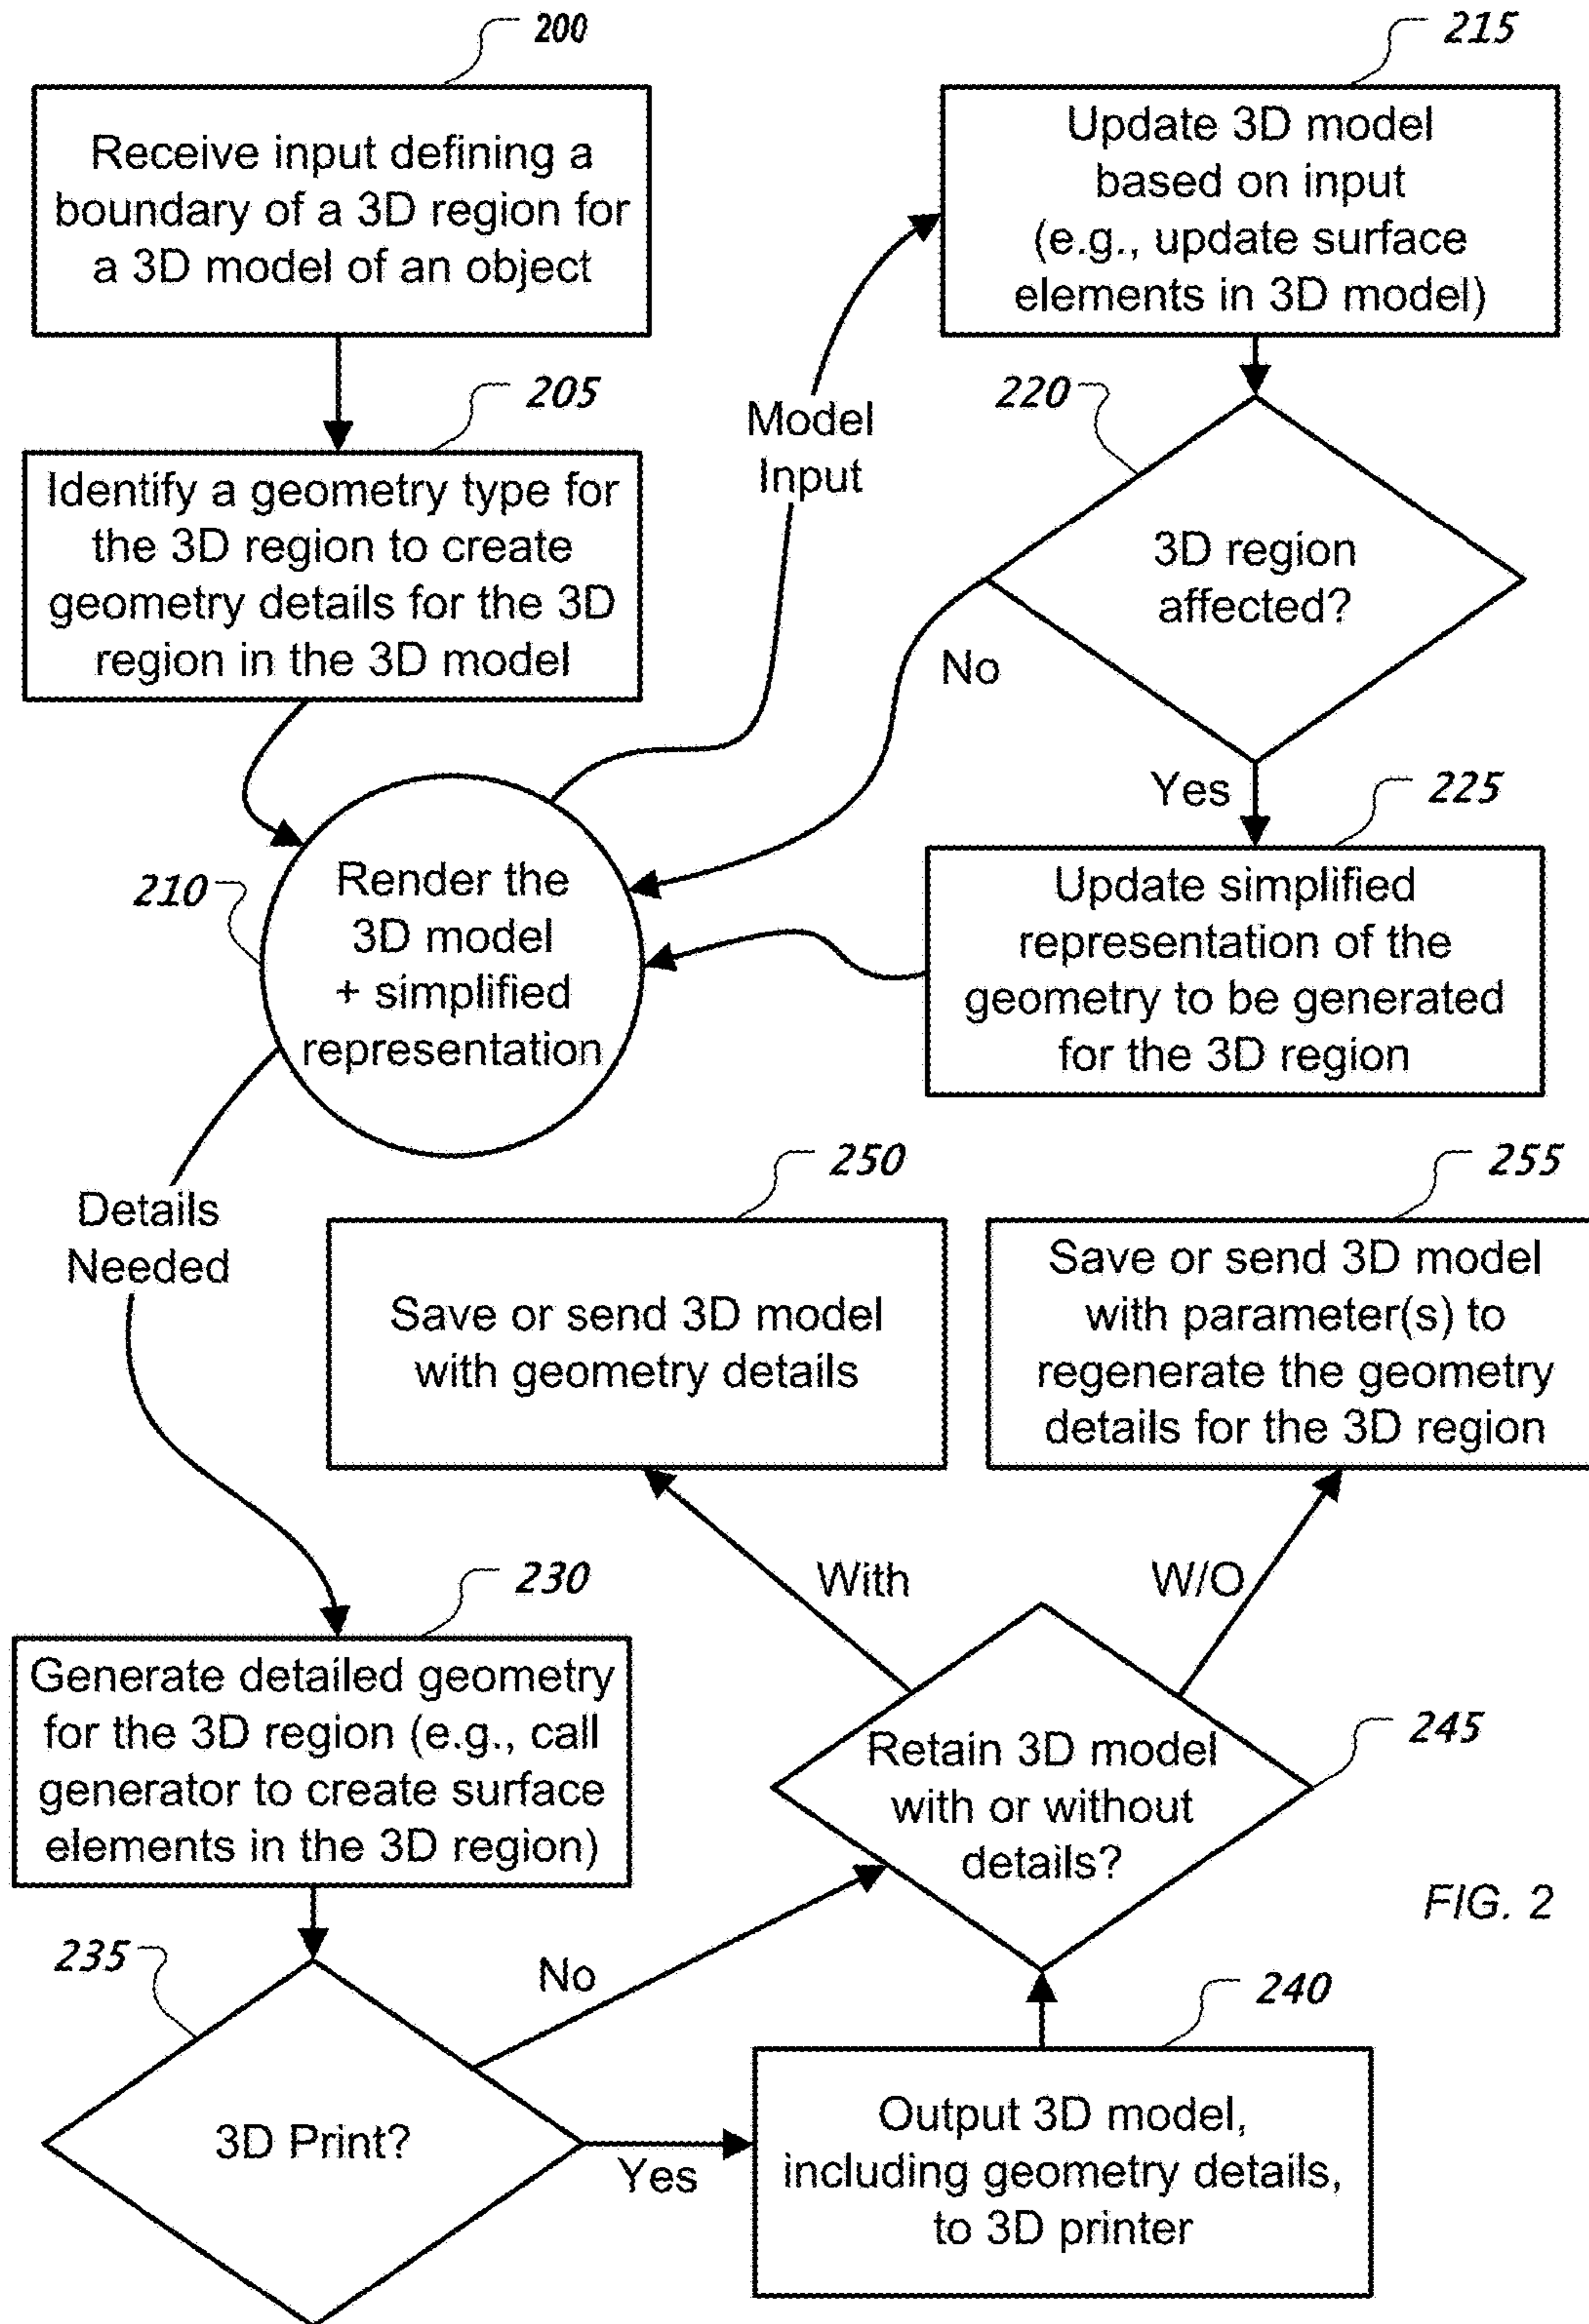 200
Receive input defining a
boundary of a 3D region for
a 3D model of an object
205
Identify a geometry type for
the 3D region to create
geometry details for the 3D
region in the 3D model
210
Render the
3D model
+ simplified
representation
Model
Input
215
Update 3D model
based on input
(e.g., update surface
elements in 3D model)
220
3D region
affected?
No
Yes
225
Update simplified
representation of the
geometry to be generated
for the 3D region
Details
Needed
250
Save or send 3D model
with geometry details
255
Save or send 3D model
with parameter(s) to
regenerate the geometry
details for the 3D region
With
W/O
230
Generate detailed geometry
for the 3D region (e.g., call
generator to create surface
elements in the 3D region)
245
Retain 3D model
with or without
details?
FIG. 2
235
3D Print?
No
Yes
240
Output 3D model,
including geometry details,
to 3D printer